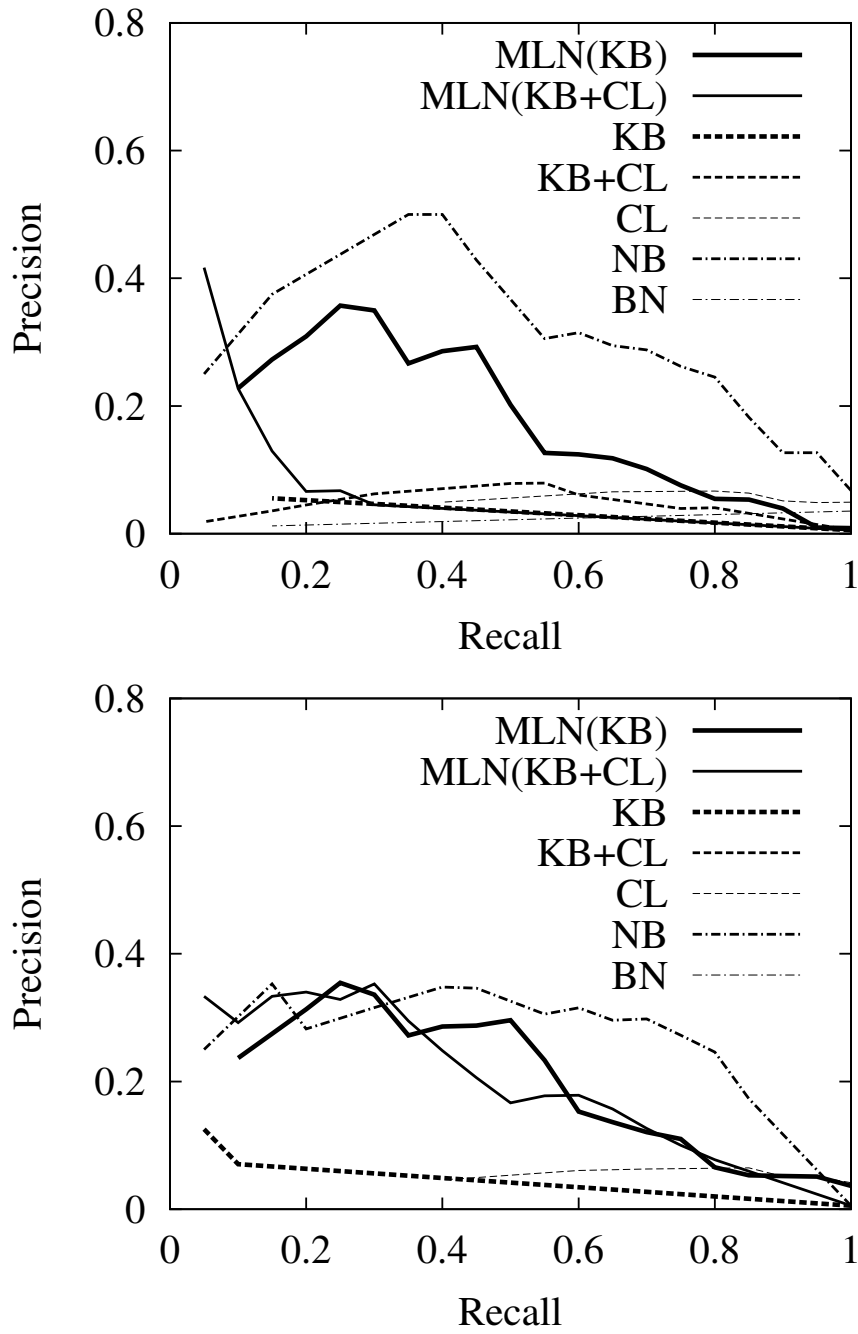 0.8
MLN(KB)
MLN(KB+CL)
KB
0.6
KB+CL
CL
NB
0.4
BN
Precision
0.2
0
0 0.2 0.4 0.6 0.8 1
Recall
0.8
MLN(KB)
MLN(KB+CL)
KB
0.6
KB+CL
CL
NB
0.4
BN
Precision
0.2
0
0 0.2 0.4 0.6 0.8 1
Recall